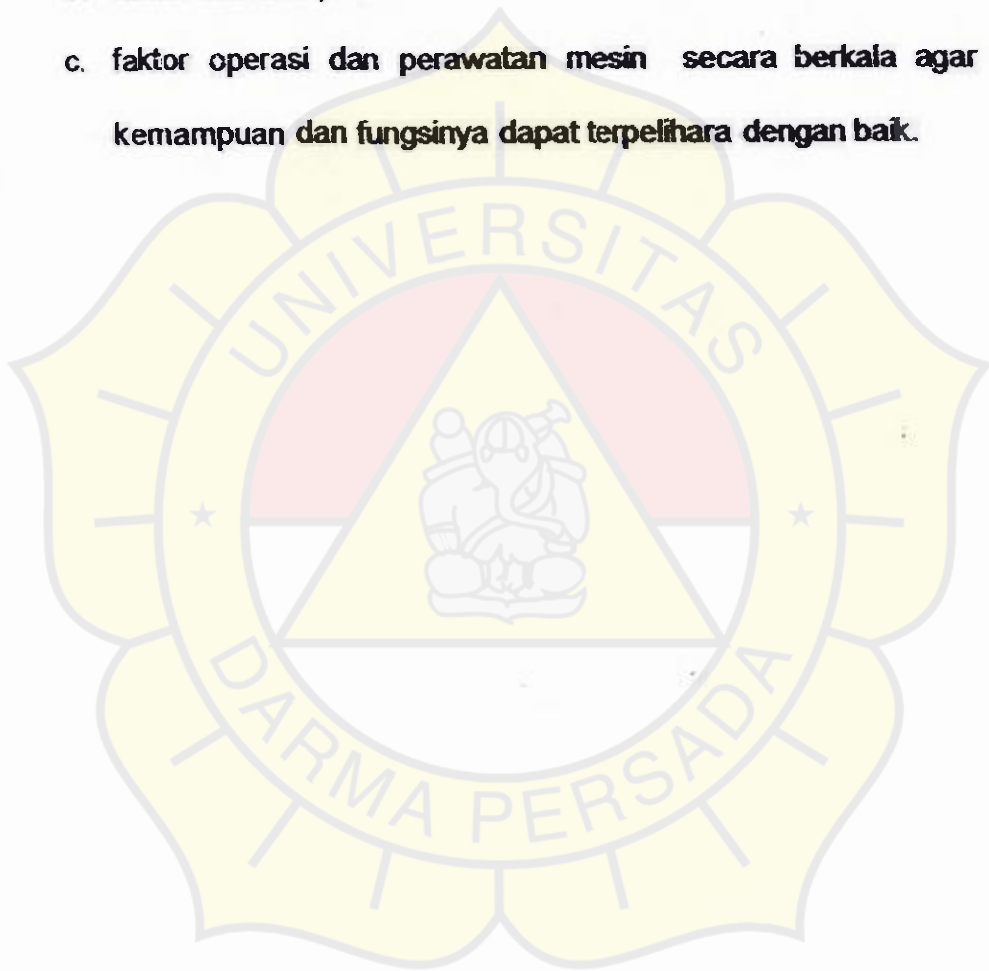 c. faktor operasi dan perawatan mesin secara berkala agar
kemampuan dan fungsinya dapat terpelihara dengan baik.
UNIVERSITAS
DARMA PERSADA